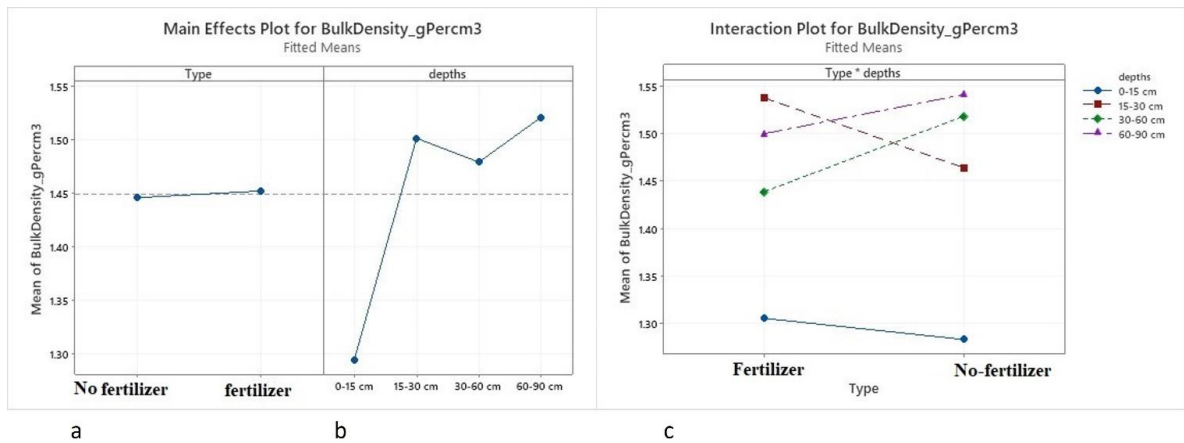 Main Effects Plot for BulkDensity_gPercm3
Fitted Means
Type
depths
Mean of BulkDensity_gPercm3
1.55
1.50
1.45
1.40
1.35
1.30
No fertilizer
fertilizer
0-15 cm
15-30 cm
30-60 cm
60-90 cm
Interaction Plot for BulkDensity_gPercm3
Fitted Means
Type * depths
Mean of BulkDensity_gPercm3
1.55
1.50
1.45
1.40
1.35
1.30
Fertilizer
No-fertilizer
Type
depths
0-15 cm
15-30 cm
30-60 cm
60-90 cm
a
b
c